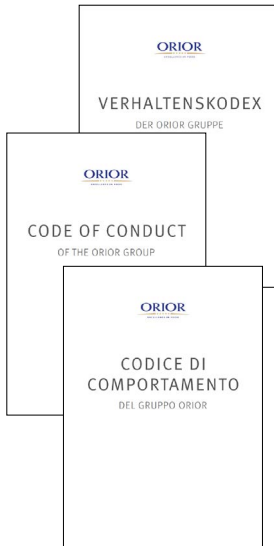 ORIOR
VERHALTENSKODEX
DER ORIOR GRUPPE
ORIOR
CODE OF CONDUCT
OF THE ORIOR GROUP
ORIOR
CODICE DI
COMPORTAMENTO
DEL GRUPPO ORIOR